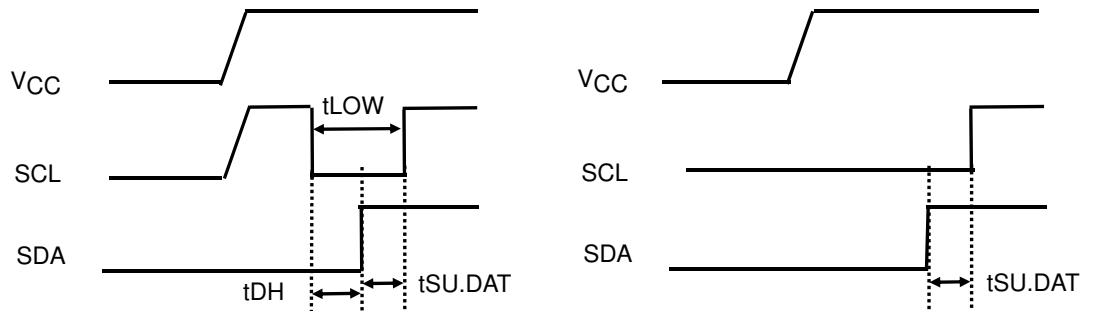 VCC
tLOW
SCL
SDA
tDH
tSU.DAT
VCC
SCL
SDA
tSU.DAT